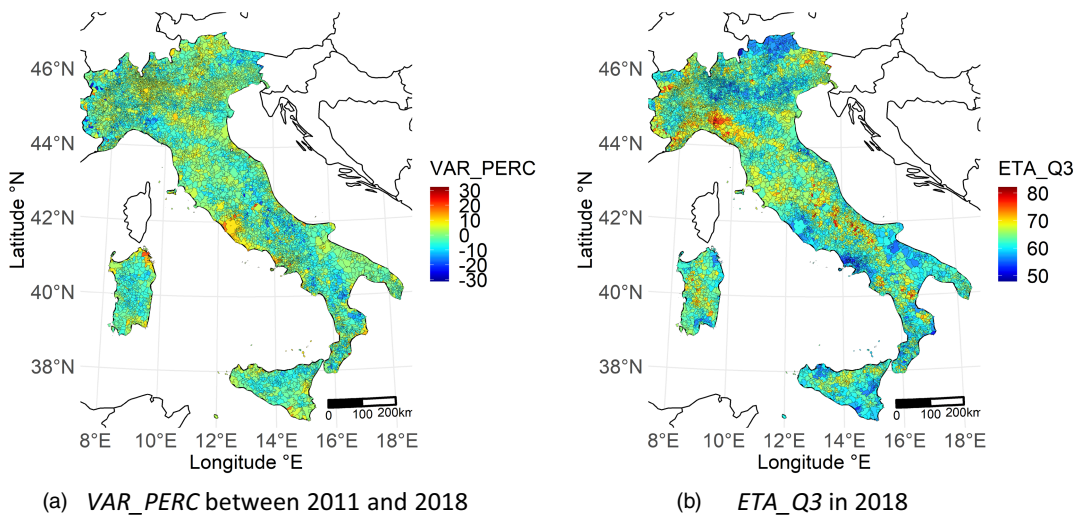 46°N
44°N
42°N
40°N
38°N
Latitude °N
8°E 10°E 12°E 14°E 16°E 18°E
Longitude °E
VAR_PERC
30
20
10
0
-10
-20
-30
0 100 200km
(a) VAR_PERC between 2011 and 2018
46°N
44°N
42°N
40°N
38°N
Latitude °N
8°E 10°E 12°E 14°E 16°E 18°E
Longitude °E
ETA_Q3
80
70
60
50
0 100 200km
(b) ETA_Q3 in 2018